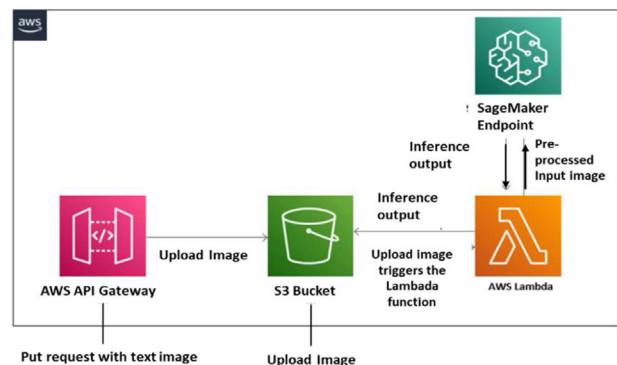 aws
SageMaker
Endpoint
Inference
output
Pre-
processed
Input image
Inference
output
Upload Image
Upload image
triggers the
Lambada
function
AWS API Gateway
S3 Bucket
AWS Lambda
Put request with text image
Upload Image